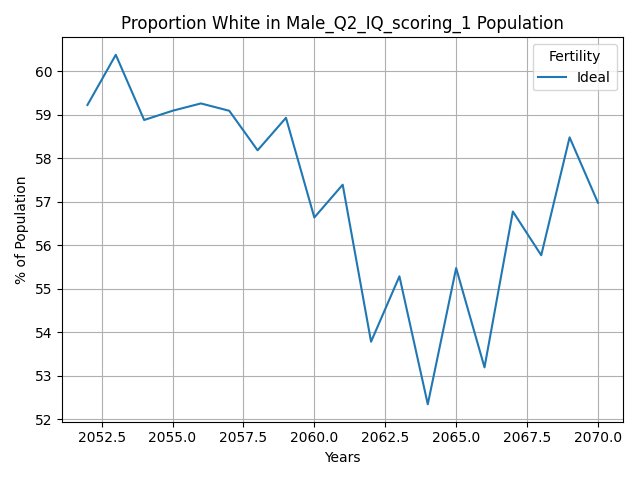 Proportion White in Male_Q2_IQ_scoring_1 Population
Fertility
Ideal
% of Population
60
59
58
57
56
55
54
53
52
2052.5 2055.0 2057.5 2060.0 2062.5 2065.0 2067.5 2070.0
Years